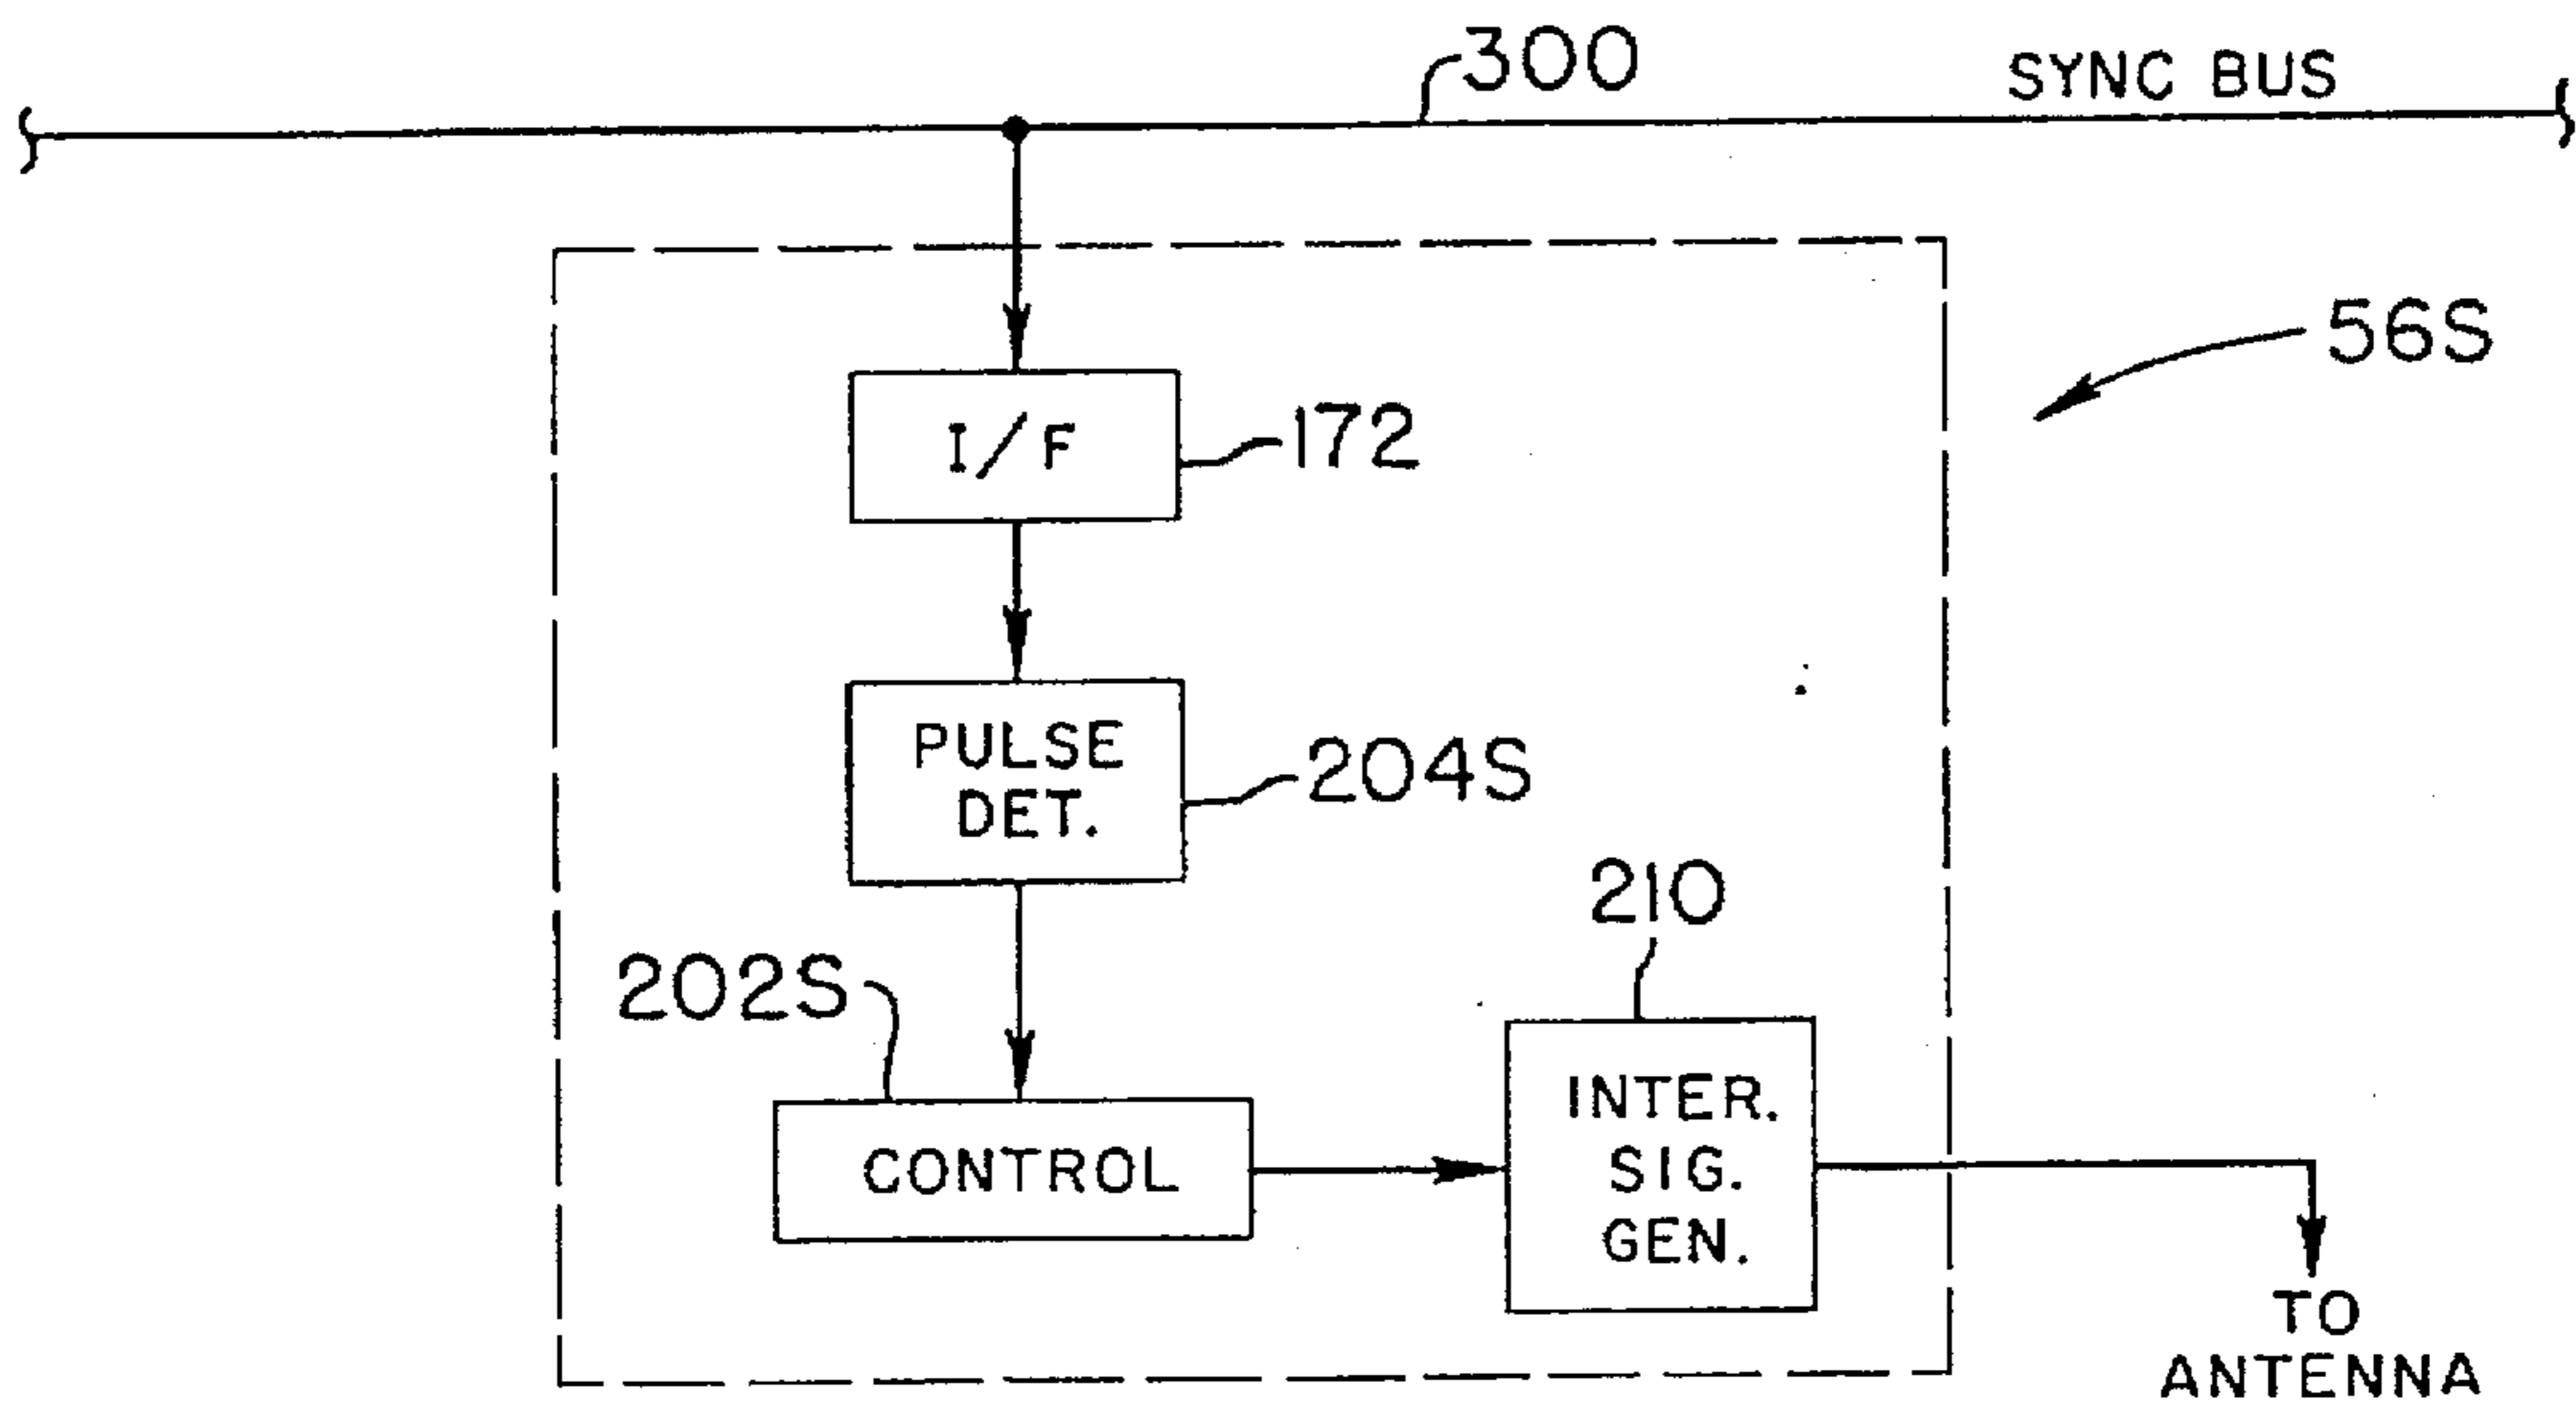 300
SYNC BUS
56S
I/F
172
PULSE
DET.
204S
210
202S
CONTROL
INTER.
SIG.
GEN.
TO
ANTENNA